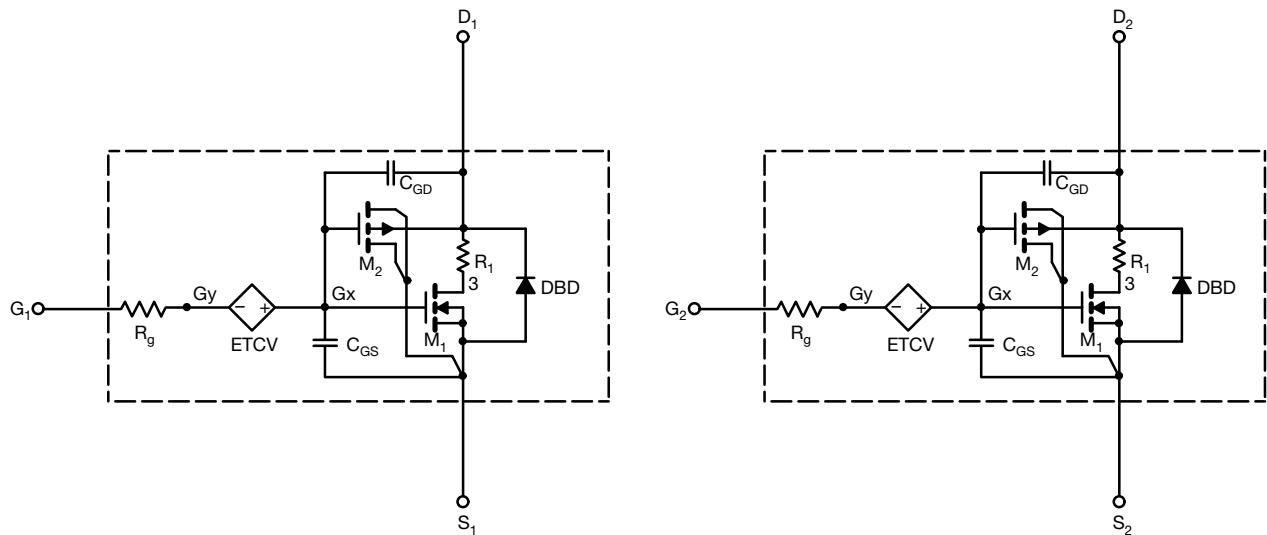 D1
CGD
M2
R1
3
DBD
G1
Rg
Gy
ETCV
Gx
CGS
M1
S1
D2
CGD
M2
R1
3
DBD
G2
Rg
Gy
ETCV
Gx
CGS
M1
S2